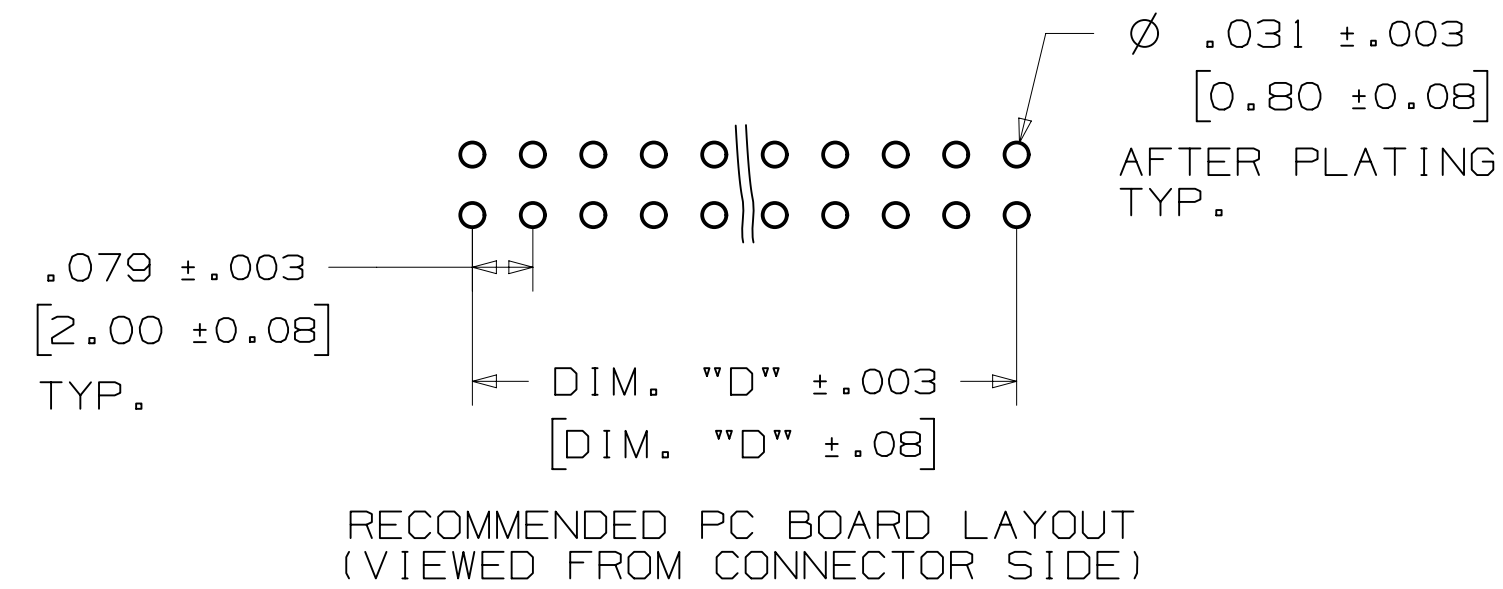 Ø .031 ±.003
[0.80 ±0.08]
AFTER PLATING
TYP.
.079 ±.003
[2.00 ±0.08]
TYP.
DIM. "D" ±.003
[DIM. "D" ±.08]
RECOMMENDED PC BOARD LAYOUT
(VIEWED FROM CONNECTOR SIDE)